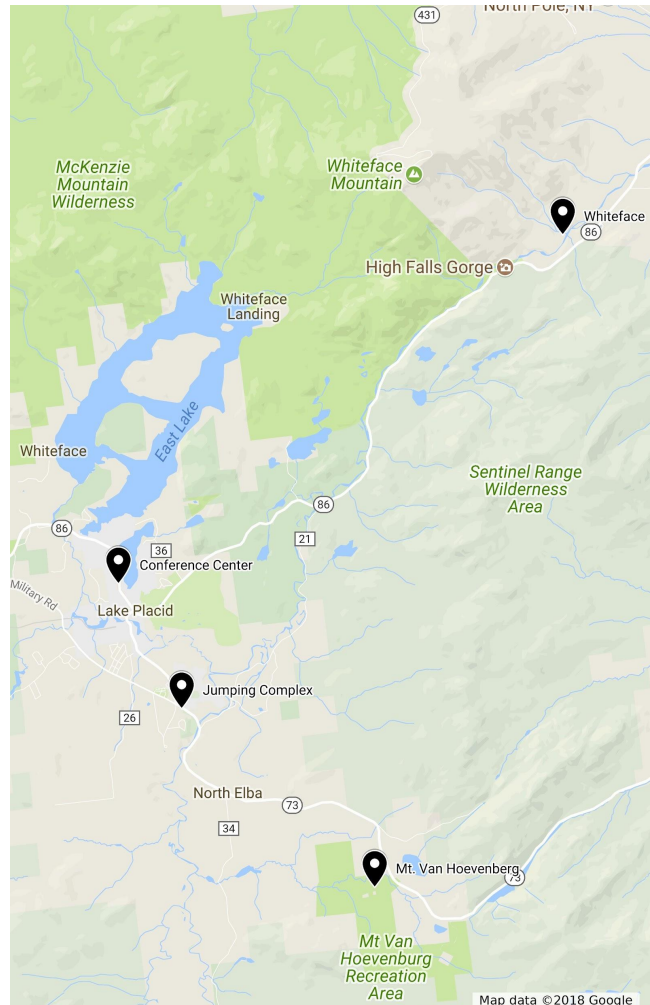 431
North Pole, NY
McKenzie
Mountain
Wilderness
Whiteface
Mountain
Whiteface
86
High Falls Gorge
Whiteface
Landing
East Lake
Whiteface
Sentinel Range
Wilderness
Area
86
86
21
36
Conference Center
Military Rd
Lake Placid
Jumping Complex
26
North Elba
73
34
Mt. Van Hoevenberg
73
Mt Van
Hoevenburg
Recreation
Area
Map data ©2018 Google